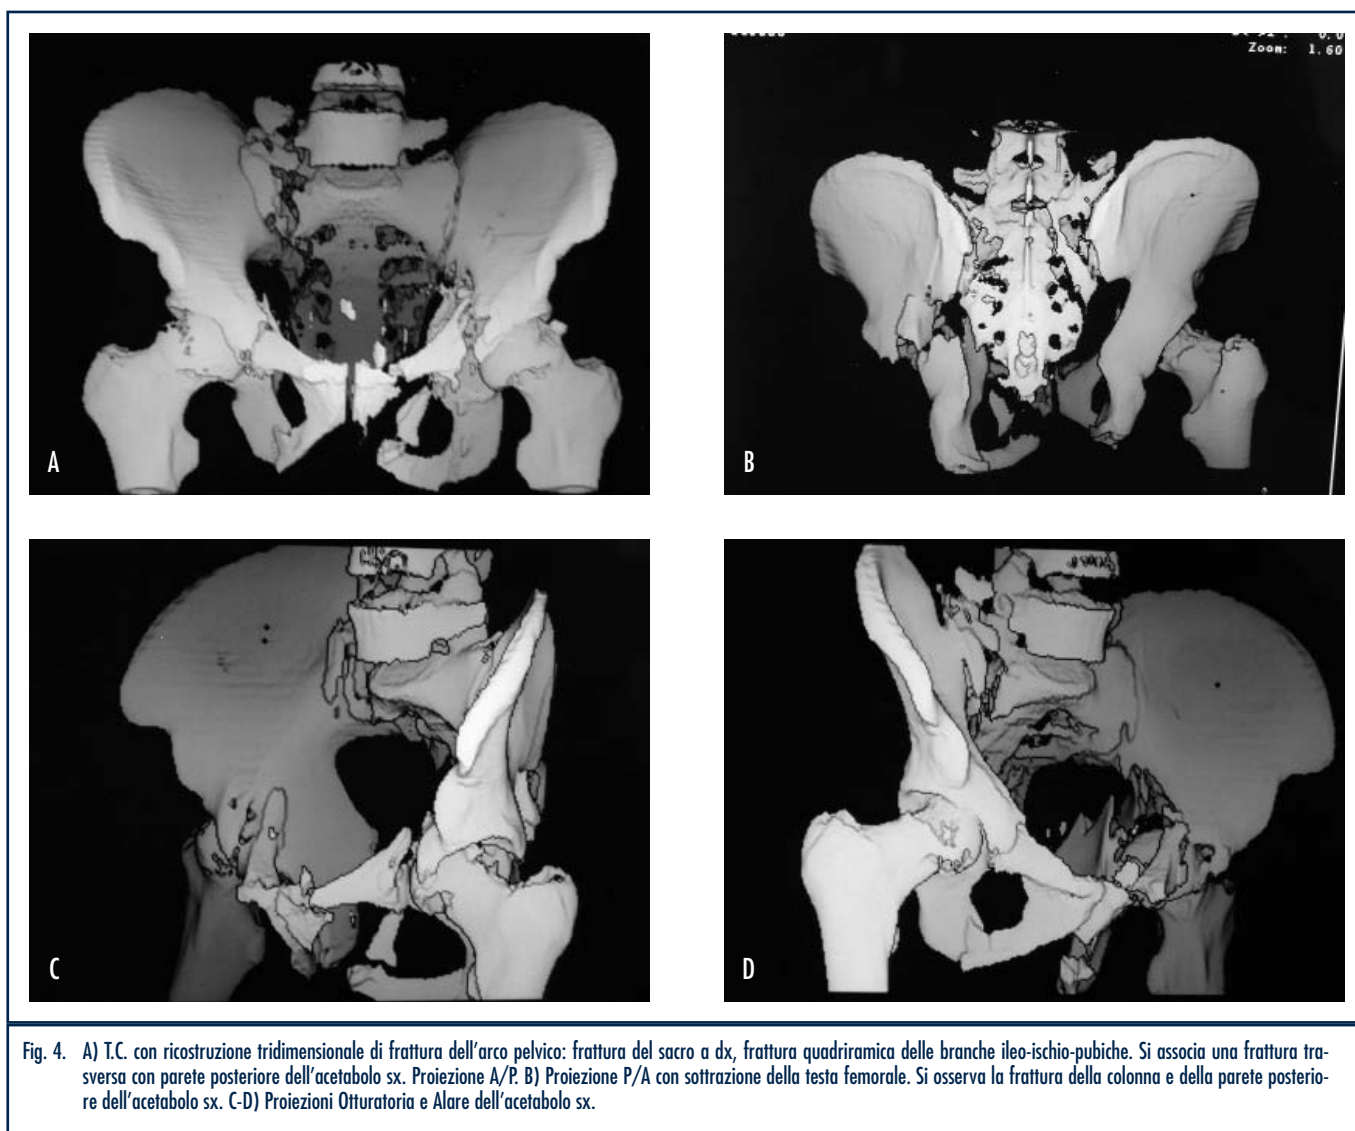 Zoom: 1.60
A
B
C
D
Fig. 4. A) T.C. con ricostruzione tridimensionale di frattura dell'arco pelvico: frattura del sacro a dx, frattura quadriramica delle branche ileo-ischio-pubiche. Si associa una frattura tra-
sversa con parete posteriore dell'acetabolo sx. Proiezione A/P. B) Proiezione P/A con sottrazione della testa femorale. Si osserva la frattura della colonna e della parete posterio-
re dell'acetabolo sx. C-D) Proiezioni Otturatoria e Alare dell'acetabolo sx.